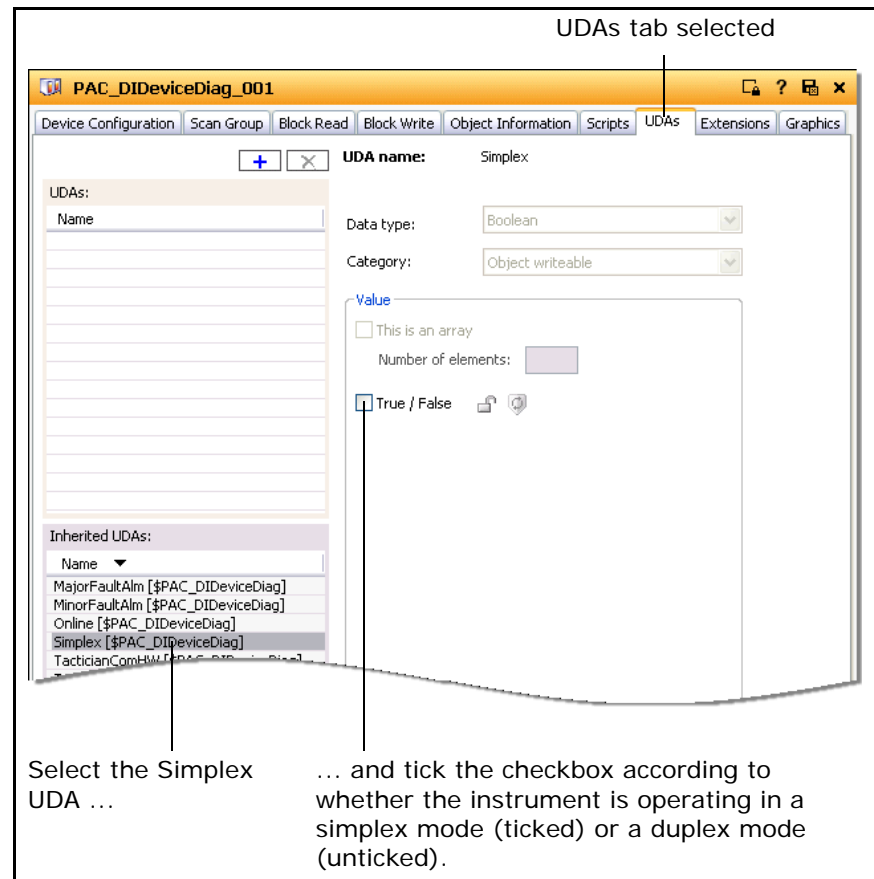 UDAs tab selected
PAC_DIDeviceDiag_001
?
Device Configuration Scan Group Block Read Block Write Object Information Scripts UDAs Extensions Graphics
UDA name: Simplex
UDAs:
Name
Data type: Boolean
Category: Object writeable
Value
This is an array
Number of elements:
True / False
Inherited UDAs:
Name
MajorFaultAlm [$PAC_DIDeviceDiag]
MinorFaultAlm [$PAC_DIDeviceDiag]
Online [$PAC_DIDeviceDiag]
Simplex [$PAC_DIDeviceDiag]
TacticianComHW [$PAC_DIDeviceDiag]
Select the Simplex
UDA ...
... and tick the checkbox according to
whether the instrument is operating in a
simplex mode (ticked) or a duplex mode
(unticked).